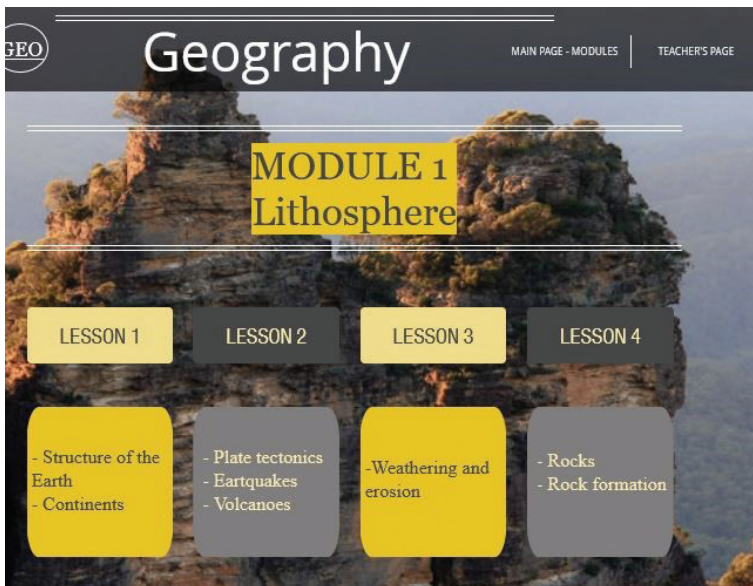 GEO
Geography
MAIN PAGE - MODULES
TEACHER'S PAGE
MODULE 1
Lithosphere
LESSON 1
LESSON 2
LESSON 3
LESSON 4
- Structure of the
Earth
- Continents
- Plate tectonics
- Eartquakes
- Volcanoes
-Weathering and
erosion
- Rocks
- Rock formation